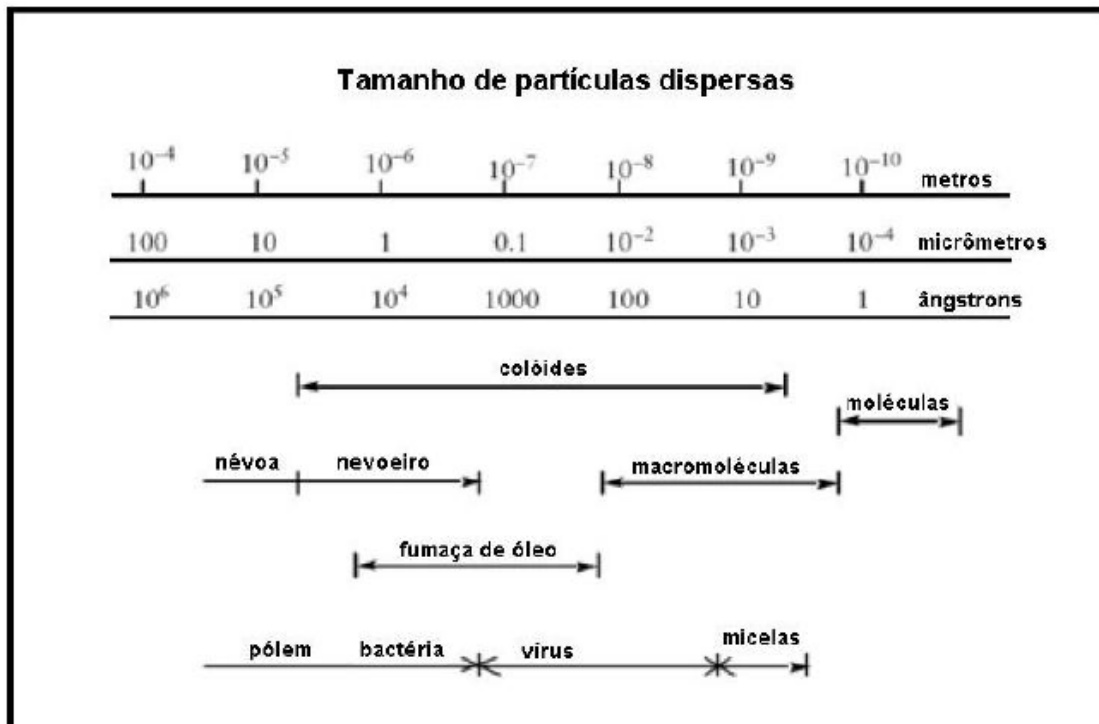 Tamanho de partículas dispersas
10⁻⁴ 10⁻⁵ 10⁻⁶ 10⁻⁷ 10⁻⁸ 10⁻⁹ 10⁻¹⁰ metros
100 10 1 0.1 10⁻² 10⁻³ 10⁻⁴ micrômetros
10⁶ 10⁵ 10⁴ 1000 100 10 1 ângstrons
colóides
moléculas
névoa nevoeiro macromoléculas
fumaça de óleo
pólem bactéria vírus micelas